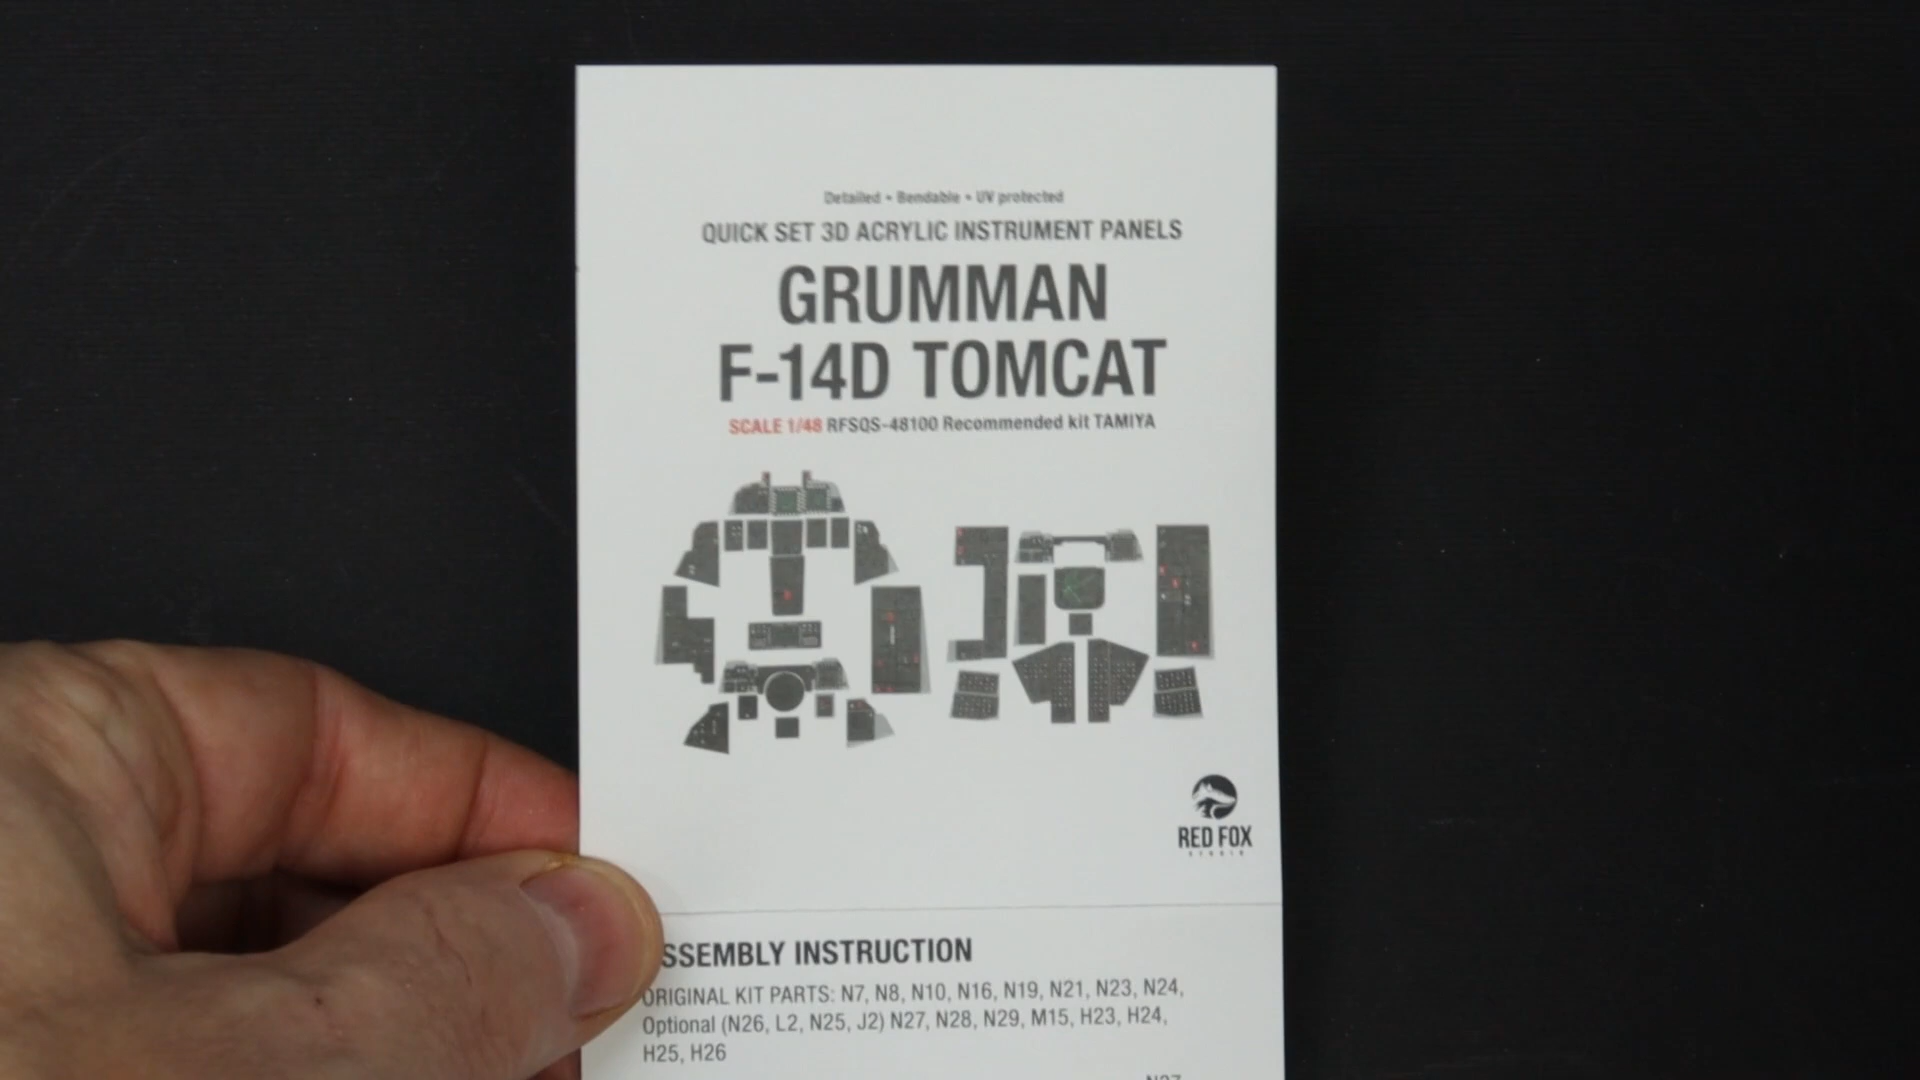 Detailed • Bendable • UV protected
QUICK SET 3D ACRYLIC INSTRUMENT PANELS
GRUMMAN
F-14D TOMCAT
SCALE 1/48 RFSQS-48100 Recommended kit TAMIYA
RED FOX
STUDIO
SSEMBLY INSTRUCTION
ORIGINAL KIT PARTS: N7, N8, N10, N16, N19, N21, N23, N24,
Optional (N26, L2, N25, J2) N27, N28, N29, M15, H23, H24,
H25, H26
N27